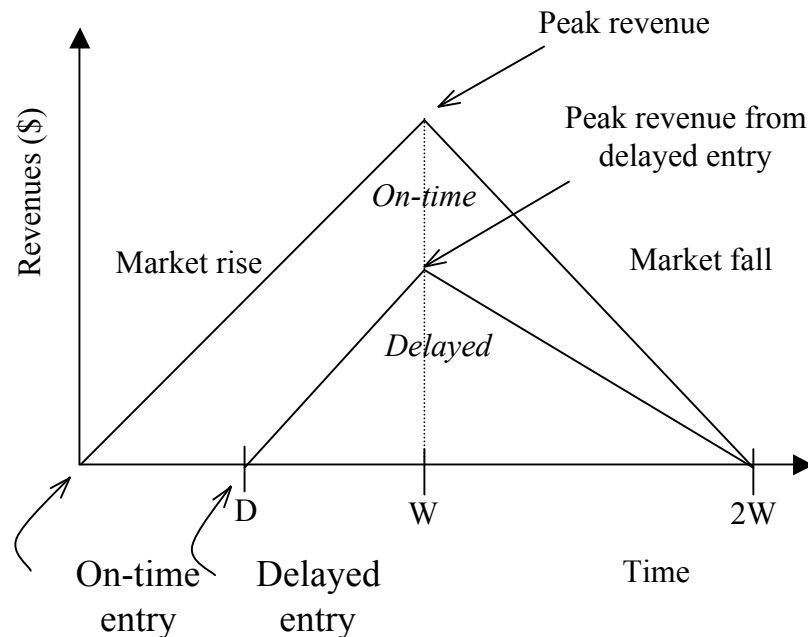 Peak revenue
Peak revenue from
delayed entry
Revenues ($)
On-time
Market rise
Market fall
Delayed
D
W
2W
On-time
entry
Delayed
entry
Time